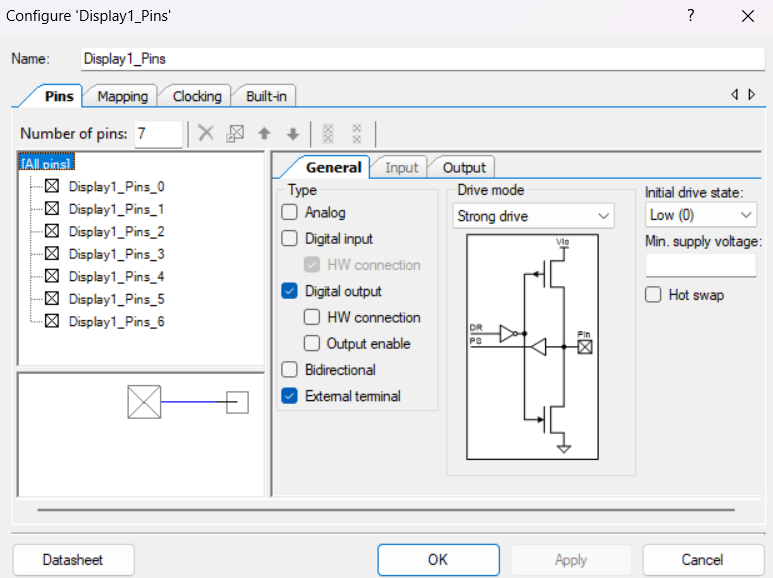 Configure 'Display1_Pins'
?
Name: Display1_Pins
Pins Mapping Clocking Built-in
Number of pins: 7
[All pins]
Display1_Pins_0
Display1_Pins_1
Display1_Pins_2
Display1_Pins_3
Display1_Pins_4
Display1_Pins_5
Display1_Pins_6
General Input Output
Type
Analog
Digital input
HW connection
Digital output
HW connection
Output enable
Bidirectional
External terminal
Drive mode
Strong drive
Vio
DR
PS
Pin
Initial drive state:
Low (0)
Min. supply voltage:
Hot swap
Datasheet OK Apply Cancel